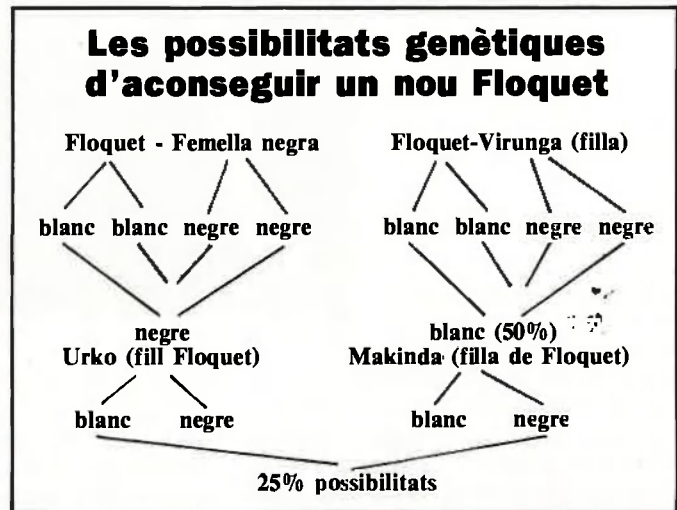 Les possibilitats genètiques
d'aconseguir un nou Floquet
Floquet - Femella negra
blanc blanc negre negre
negre
Urko (fill Floquet)
blanc negre
Floquet-Virunga (filla)
blanc blanc negre negre
blanc (50%)
Makinda (filla de Floquet)
blanc negre
25% possibilitats